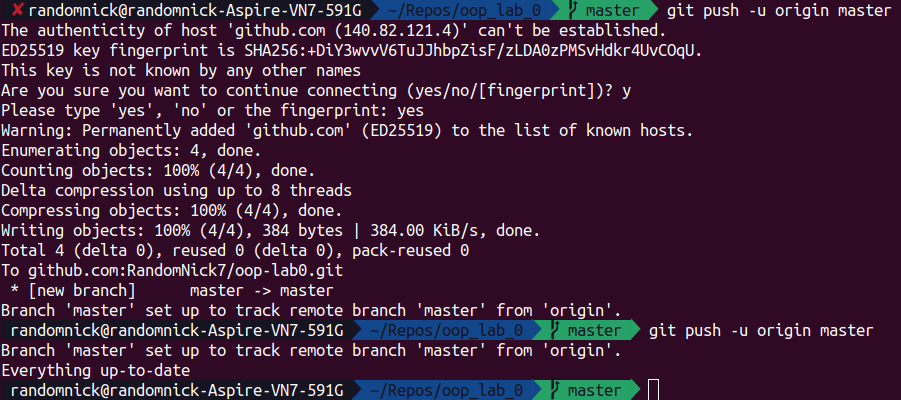 ✘ randomnick@randomnick-Aspire-VN7-591G ~/Repos/oop_lab_0 master git push -u origin master
The authenticity of host 'github.com (140.82.121.4)' can't be established.
ED25519 key fingerprint is SHA256:+DiY3wvvV6TuJJhbpZisF/zLDA0zPMSvHdkr4UvCOqU.
This key is not known by any other names
Are you sure you want to continue connecting (yes/no/[fingerprint])? y
Please type 'yes', 'no' or the fingerprint: yes
Warning: Permanently added 'github.com' (ED25519) to the list of known hosts.
Enumerating objects: 4, done.
Counting objects: 100% (4/4), done.
Delta compression using up to 8 threads
Compressing objects: 100% (4/4), done.
Writing objects: 100% (4/4), 384 bytes | 384.00 KiB/s, done.
Total 4 (delta 0), reused 0 (delta 0), pack-reused 0
To github.com:RandomNick7/oop-lab0.git
 * [new branch]      master -> master
Branch 'master' set up to track remote branch 'master' from 'origin'.
randomnick@randomnick-Aspire-VN7-591G ~/Repos/oop_lab_0 master git push -u origin master
Branch 'master' set up to track remote branch 'master' from 'origin'.
Everything up-to-date
randomnick@randomnick-Aspire-VN7-591G ~/Repos/oop_lab_0 master